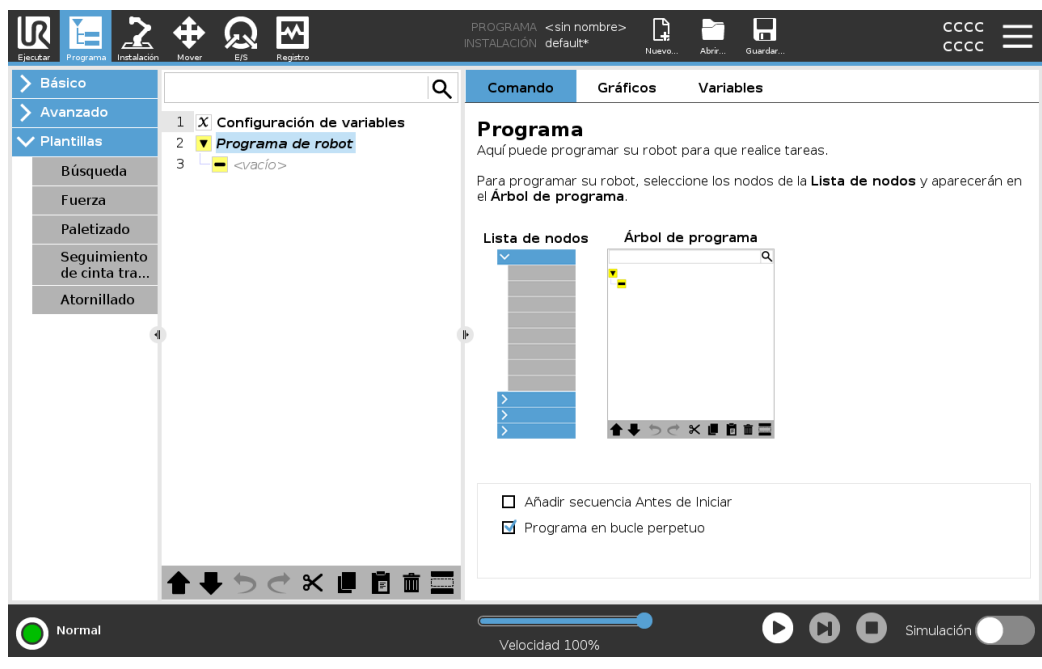 UR
Ejecutar
Programa
Instalación
Mover
E/S
Registro
PROGRAMA <sin nombre>
INSTALACIÓN default*
Nuevo...
Abrir...
Guardar...
CCCC
CCCC
Básico
Avanzado
Plantillas
Búsqueda
Fuerza
Paletizado
Seguimiento
de cinta tra...
Atornillado
1 X Configuración de variables
2 Programa de robot
3 <vacío>
Comando Gráficos Variables
Programa
Aquí puede programar su robot para que realice tareas.
Para programar su robot, seleccione los nodos de la Lista de nodos y aparecerán en
el Árbol de programa.
Lista de nodos
Árbol de programa
Añadir secuencia Antes de Iniciar
Programa en bucle perpetuo
Normal
Velocidad 100%
Simulación